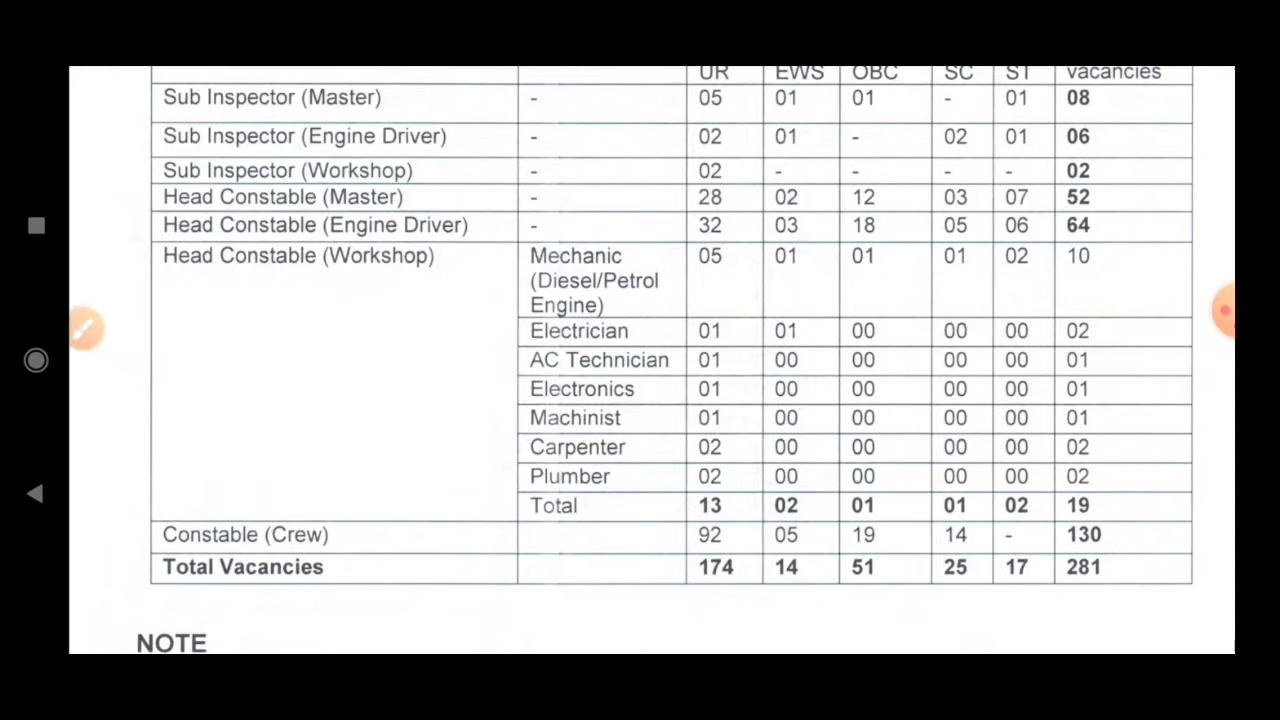 UR EWS OBC SC ST vacancies
Sub Inspector (Master) - 05 01 01 - 01 08
Sub Inspector (Engine Driver) - 02 01 - 02 01 06
Sub Inspector (Workshop) - 02 - - - - 02
Head Constable (Master) - 28 02 12 03 07 52
Head Constable (Engine Driver) - 32 03 18 05 06 64
Head Constable (Workshop) Mechanic 05 01 01 01 02 10
(Diesel/Petrol
Engine)
Electrician 01 01 00 00 00 02
AC Technician 01 00 00 00 00 01
Electronics 01 00 00 00 00 01
Machinist 01 00 00 00 00 01
Carpenter 02 00 00 00 00 02
Plumber 02 00 00 00 00 02
Total 13 02 01 01 02 19
Constable (Crew) 92 05 19 14 - 130
Total Vacancies 174 14 51 25 17 281
NOTE